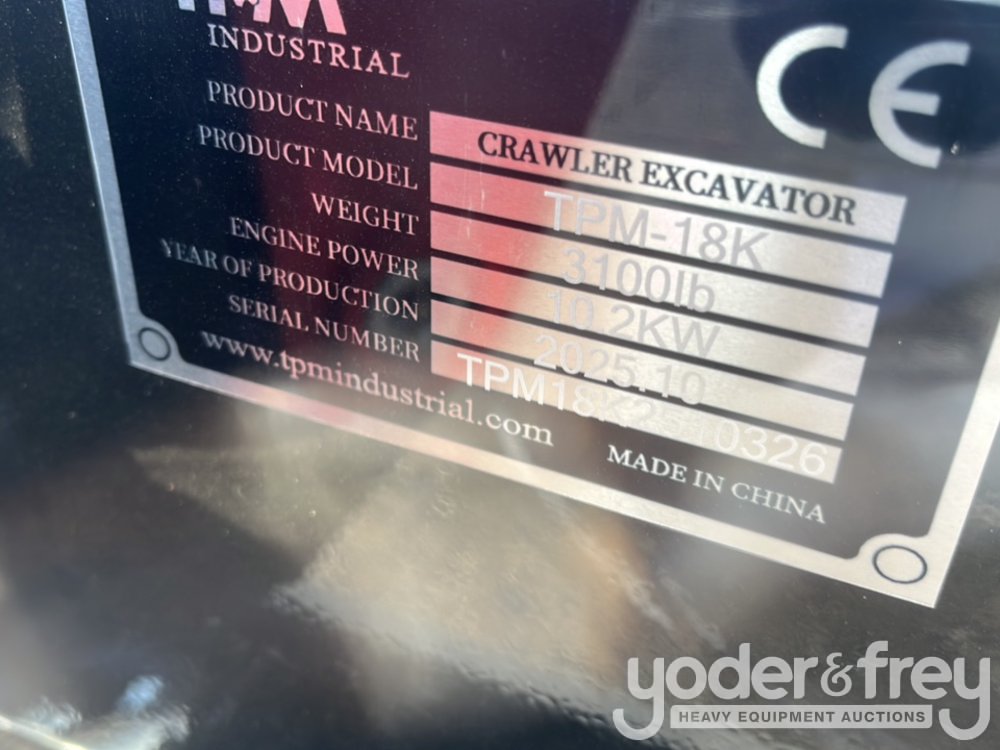 INDUSTRIAL
CE
PRODUCT NAME CRAWLER EXCAVATOR
PRODUCT MODEL TPM-18K
WEIGHT 3100lb
ENGINE POWER 10.2KW
YEAR OF PRODUCTION 2025.10
SERIAL NUMBER TPM18K2510326
www.tpmindustrial.com
MADE IN CHINA
yoder&frey
HEAVY EQUIPMENT AUCTIONS